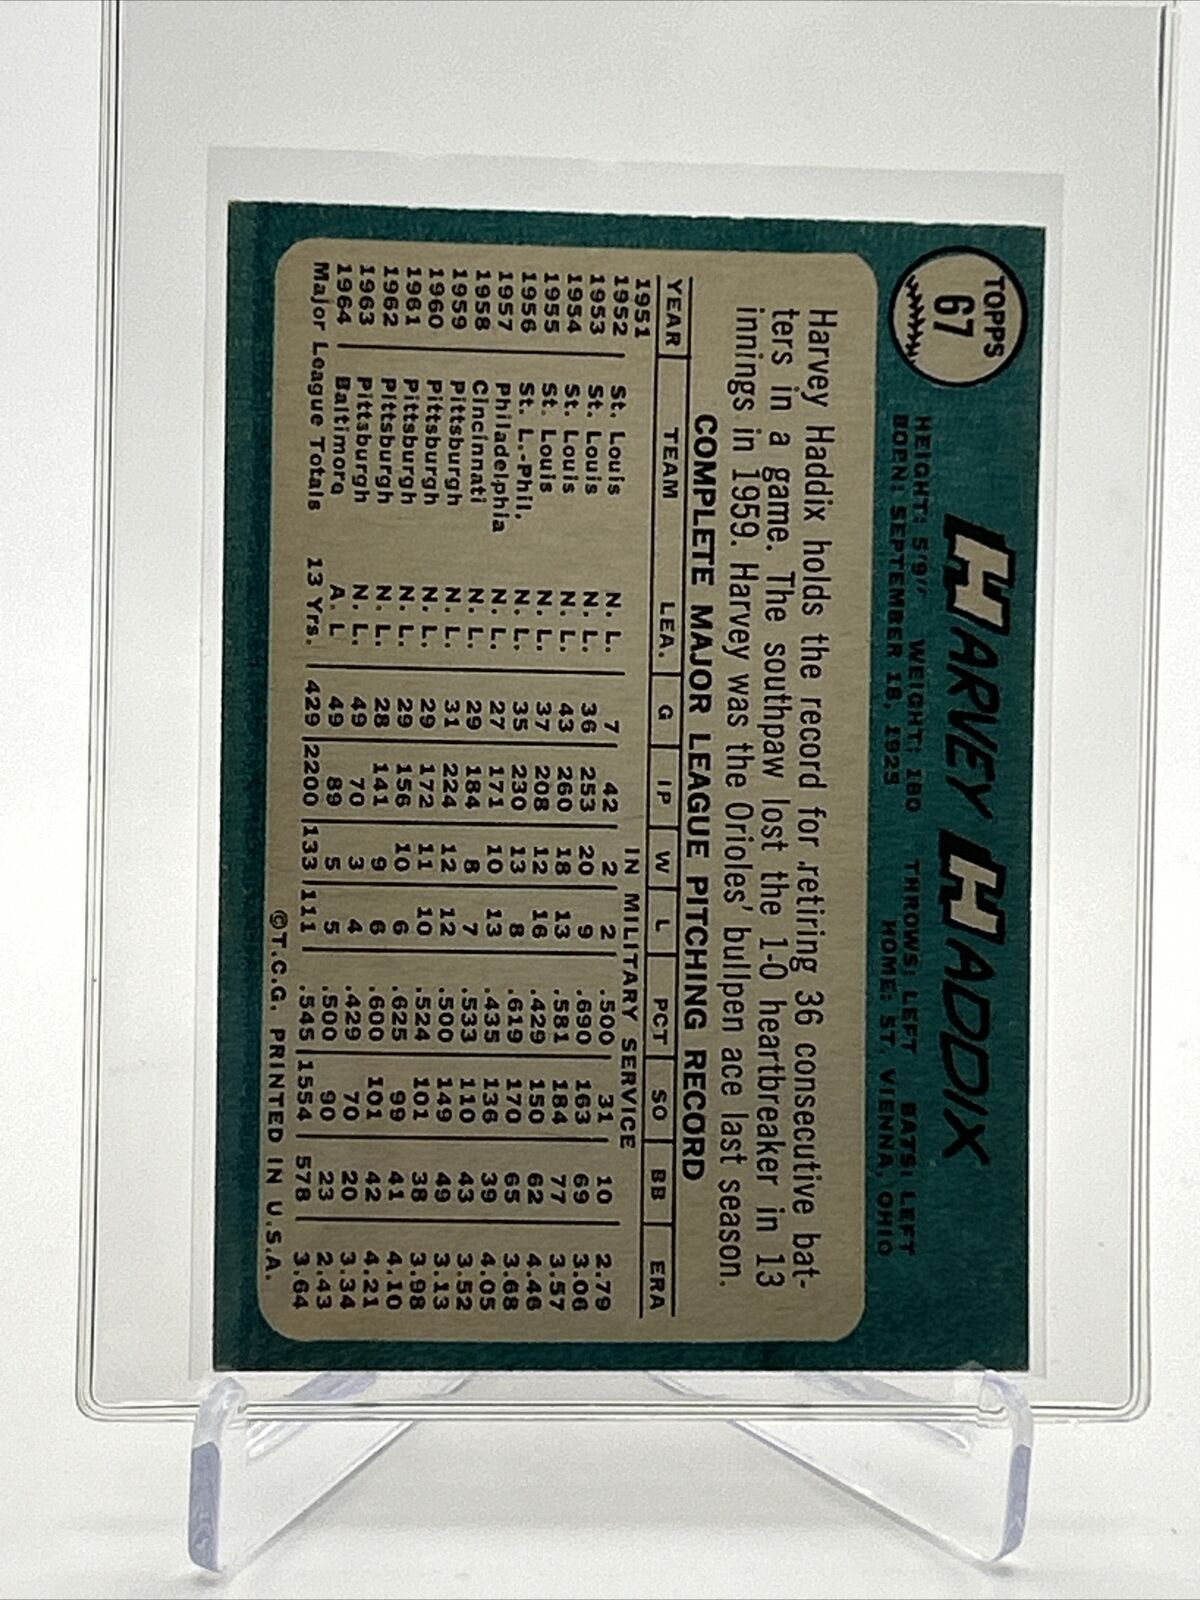 TOPPS
67
HARVEY HADDIX
HEIGHT: 5'9" WEIGHT: 180 THROWS: LEFT BATS: LEFT
BORN: SEPTEMBER 18, 1925 HOME: ST. VIENNA, OHIO
Harvey Haddix holds the record for retiring 36 consecutive bat-
ters in a game. The southpaw lost the 1-0 heartbreaker in 13
innings in 1959. Harvey was the Orioles' bullpen ace last season.
COMPLETE MAJOR LEAGUE PITCHING RECORD
YEAR TEAM LEA. G IP W L PCT SO BB ERA
1951 IN MILITARY SERVICE
1952 St. Louis N. L. 7 42 2 2 .500 31 10 2.79
1953 St. Louis N. L. 36 253 20 9 .690 163 69 3.06
1954 St. Louis N. L. 43 260 18 13 .581 184 77 3.57
1955 St. Louis N. L. 37 208 12 16 .429 150 62 4.46
1956 St. L.-Phil. N. L. 35 230 13 8 .619 170 65 3.68
1957 Philadelphia N. L. 27 171 10 13 .435 136 39 4.05
1958 Cincinnati N. L. 29 184 8 7 .533 110 43 3.52
1959 Pittsburgh N. L. 31 224 12 12 .500 149 49 3.13
1960 Pittsburgh N. L. 29 172 11 10 .524 101 38 3.98
1961 Pittsburgh N. L. 29 156 10 6 .625 99 41 4.10
1962 Pittsburgh N. L. 28 141 9 6 .600 101 42 4.21
1963 Pittsburgh N. L. 49 70 3 4 .429 70 20 3.34
1964 Baltimore A. L 49 89 5 5 .500 90 23 2.43
Major League Totals 13 Yrs. 429 2200 133 111 .545 1554 578 3.64
©T.C.G. PRINTED IN U.S.A.